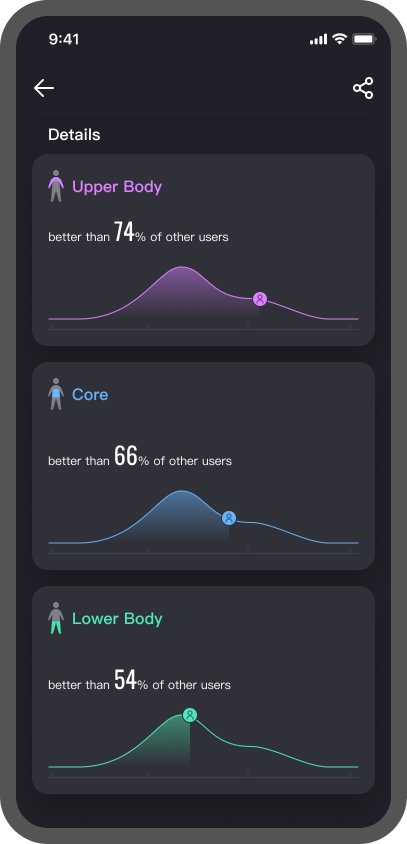 9:41
Details
Upper Body
better than 74% of other users
Core
better than 66% of other users
Lower Body
better than 54% of other users